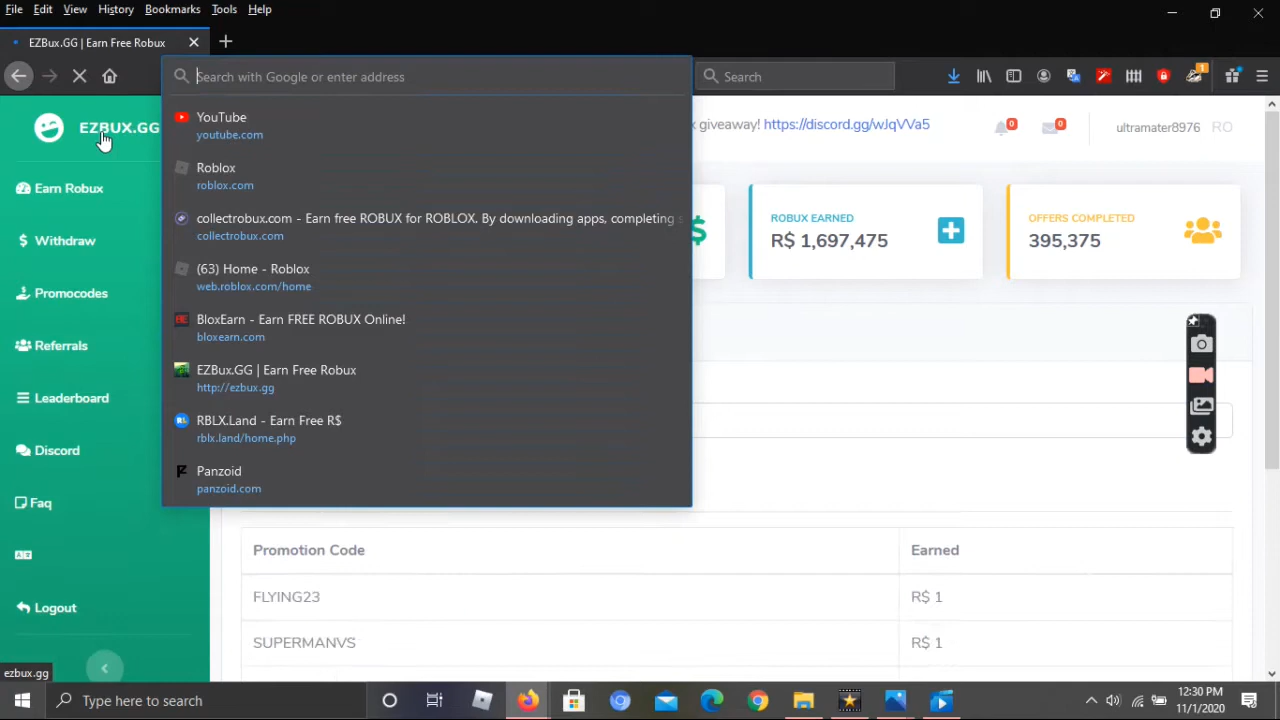 File Edit View History Bookmarks Tools Help
EZBux.GG | Earn Free Robux
Search with Google or enter address
Search
1
YouTube
youtube.com
Roblox
roblox.com
collectrobux.com - Earn free ROBUX for ROBLOX. By downloading apps, completing s
collectrobux.com
(63) Home - Roblox
web.roblox.com/home
BloxEarn - Earn FREE ROBUX Online!
bloxearn.com
EZBux.GG | Earn Free Robux
http://ezbux.gg
RBLX.Land - Earn Free R$
rblx.land/home.php
Panzoid
panzoid.com
EZBUX.GG
Earn Robux
Withdraw
Promocodes
Referrals
Leaderboard
Discord
Faq
Logout
ezbux.gg
x giveaway! https://discord.gg/wJqVVa5
0
0
ultramater8976 RO
ROBUX EARNED
R$ 1,697,475
OFFERS COMPLETED
395,375
Promotion Code Earned
FLYING23 R$ 1
SUPERMANVS R$ 1
Type here to search
12:30 PM
11/1/2020